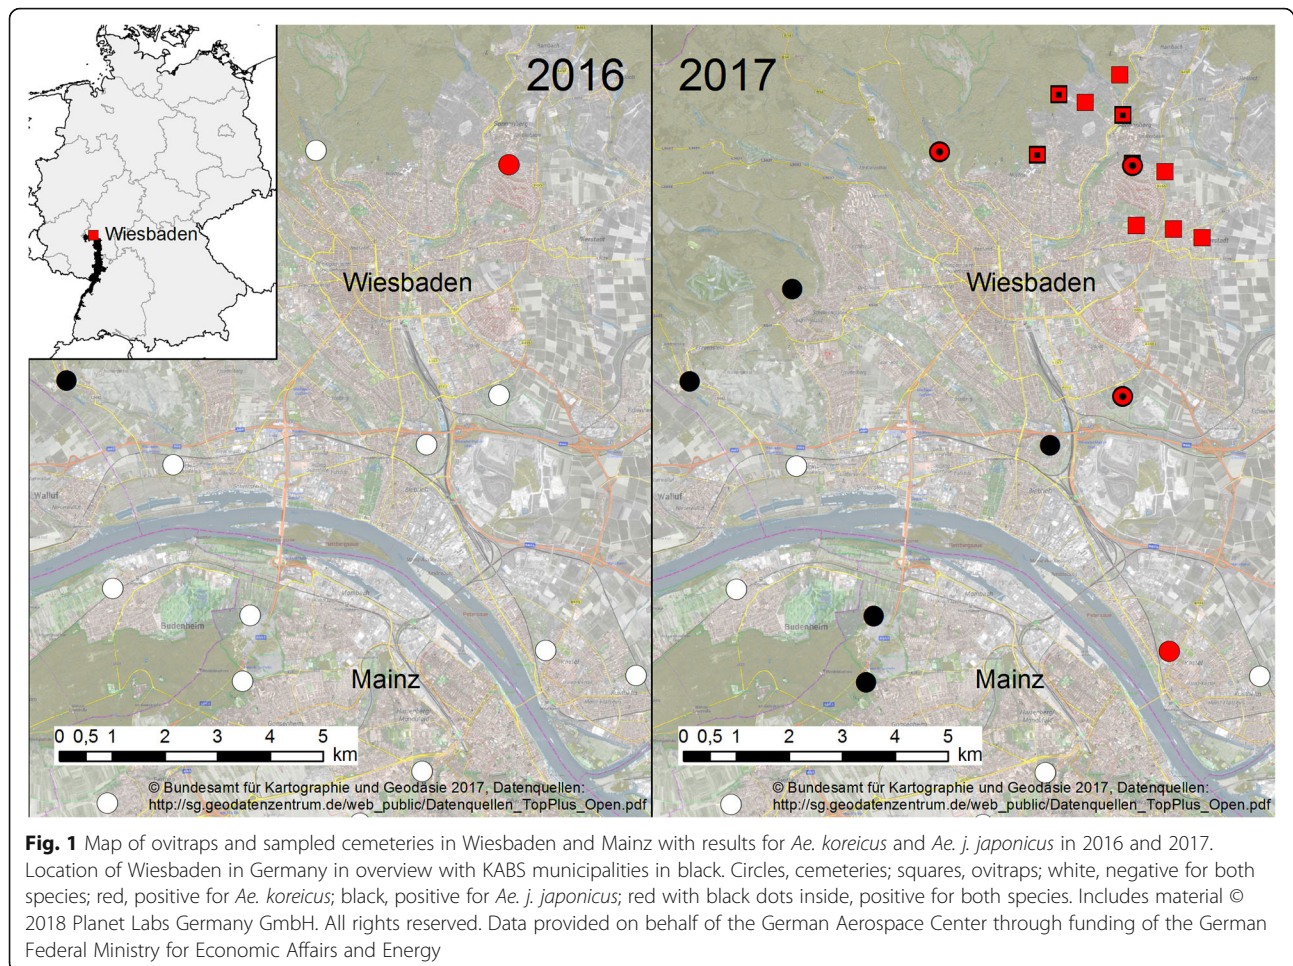 2016
2017
Wiesbaden
Wiesbaden
Wiesbaden
Walluf
Budenheim
Budenheim
Walluf
Mainz
Mainz
0 0,5 1 2 3 4 5
km
0 0,5 1 2 3 4 5
km
© Bundesamt für Kartographie und Geodäsie 2017, Datenquellen:
http://sg.geodatenzentrum.de/web_public/Datenquellen_TopPlus_Open.pdf
© Bundesamt für Kartographie und Geodäsie 2017, Datenquellen:
http://sg.geodatenzentrum.de/web_public/Datenquellen_TopPlus_Open.pdf
Fig. 1 Map of ovitraps and sampled cemeteries in Wiesbaden and Mainz with results for Ae. koreicus and Ae. j. japonicus in 2016 and 2017.
Location of Wiesbaden in Germany in overview with KABS municipalities in black. Circles, cemeteries; squares, ovitraps; white, negative for both
species; red, positive for Ae. koreicus; black, positive for Ae. j. japonicus; red with black dots inside, positive for both species. Includes material ©
2018 Planet Labs Germany GmbH. All rights reserved. Data provided on behalf of the German Aerospace Center through funding of the German
Federal Ministry for Economic Affairs and Energy